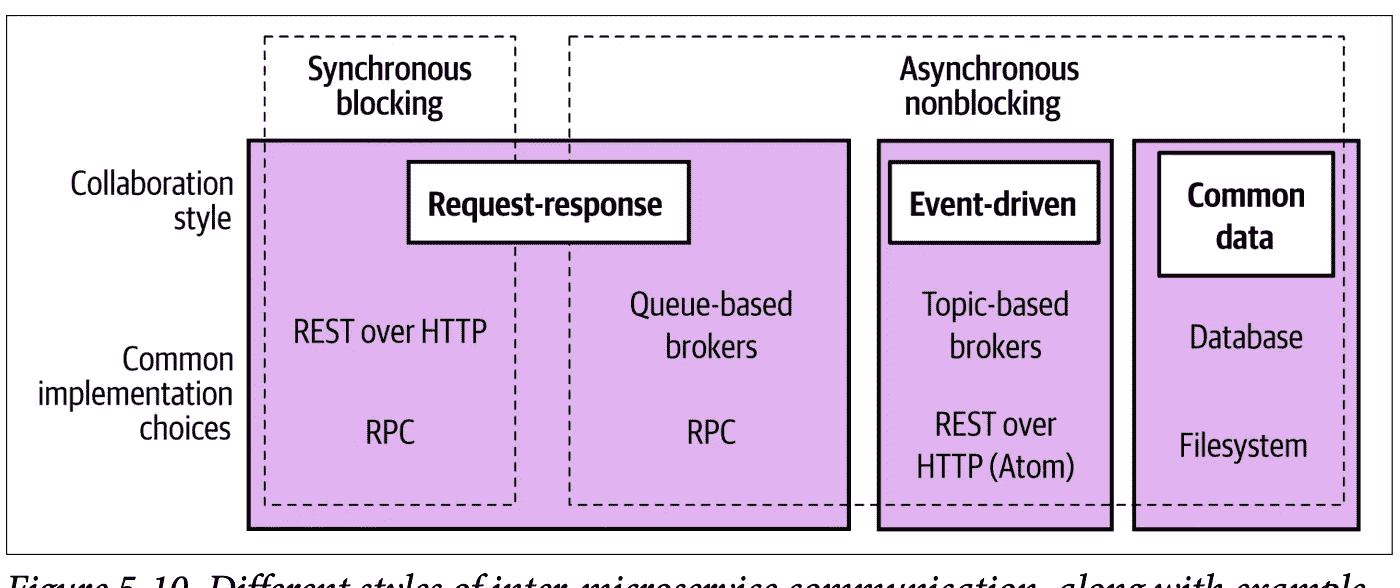 Synchronous
blocking
Asynchronous
nonblocking
Collaboration
style
Request-response
Event-driven
Common
data
Common
implementation
choices
REST over HTTP
RPC
Queue-based
brokers
RPC
Topic-based
brokers
REST over
HTTP (Atom)
Database
Filesystem
Figure 5-10. Different styles of inter-microservice communication, along with example